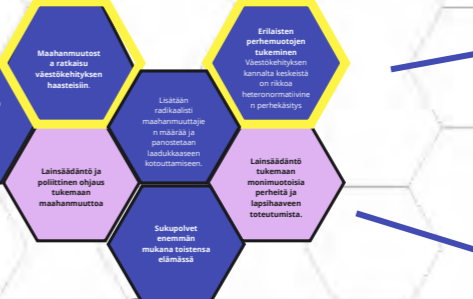 Maahanmuutost
a ratkaisu
väestökehityksen
haasteisiin.
Erilaisten
perhemuotojen
tukeminen
Väestökehityksen
kannalta keskeistä
on rikkoa
heteronormatiivine
n perhekäsitys
Lisätään
radikaalisti
maahanmuuttajie
n määrää ja
panostetaan
laadukkaaseen
kotouttamiseen.
Lainsäädäntö ja
poliittinen ohjaus
tukemaan
maahanmuuttoa
Lainsäädäntö
tukemaan
monimuotoisia
perheitä ja
lapsihaaveen
toteutumista.
Sukupolvet
enemmän
mukana toistensa
elämässä